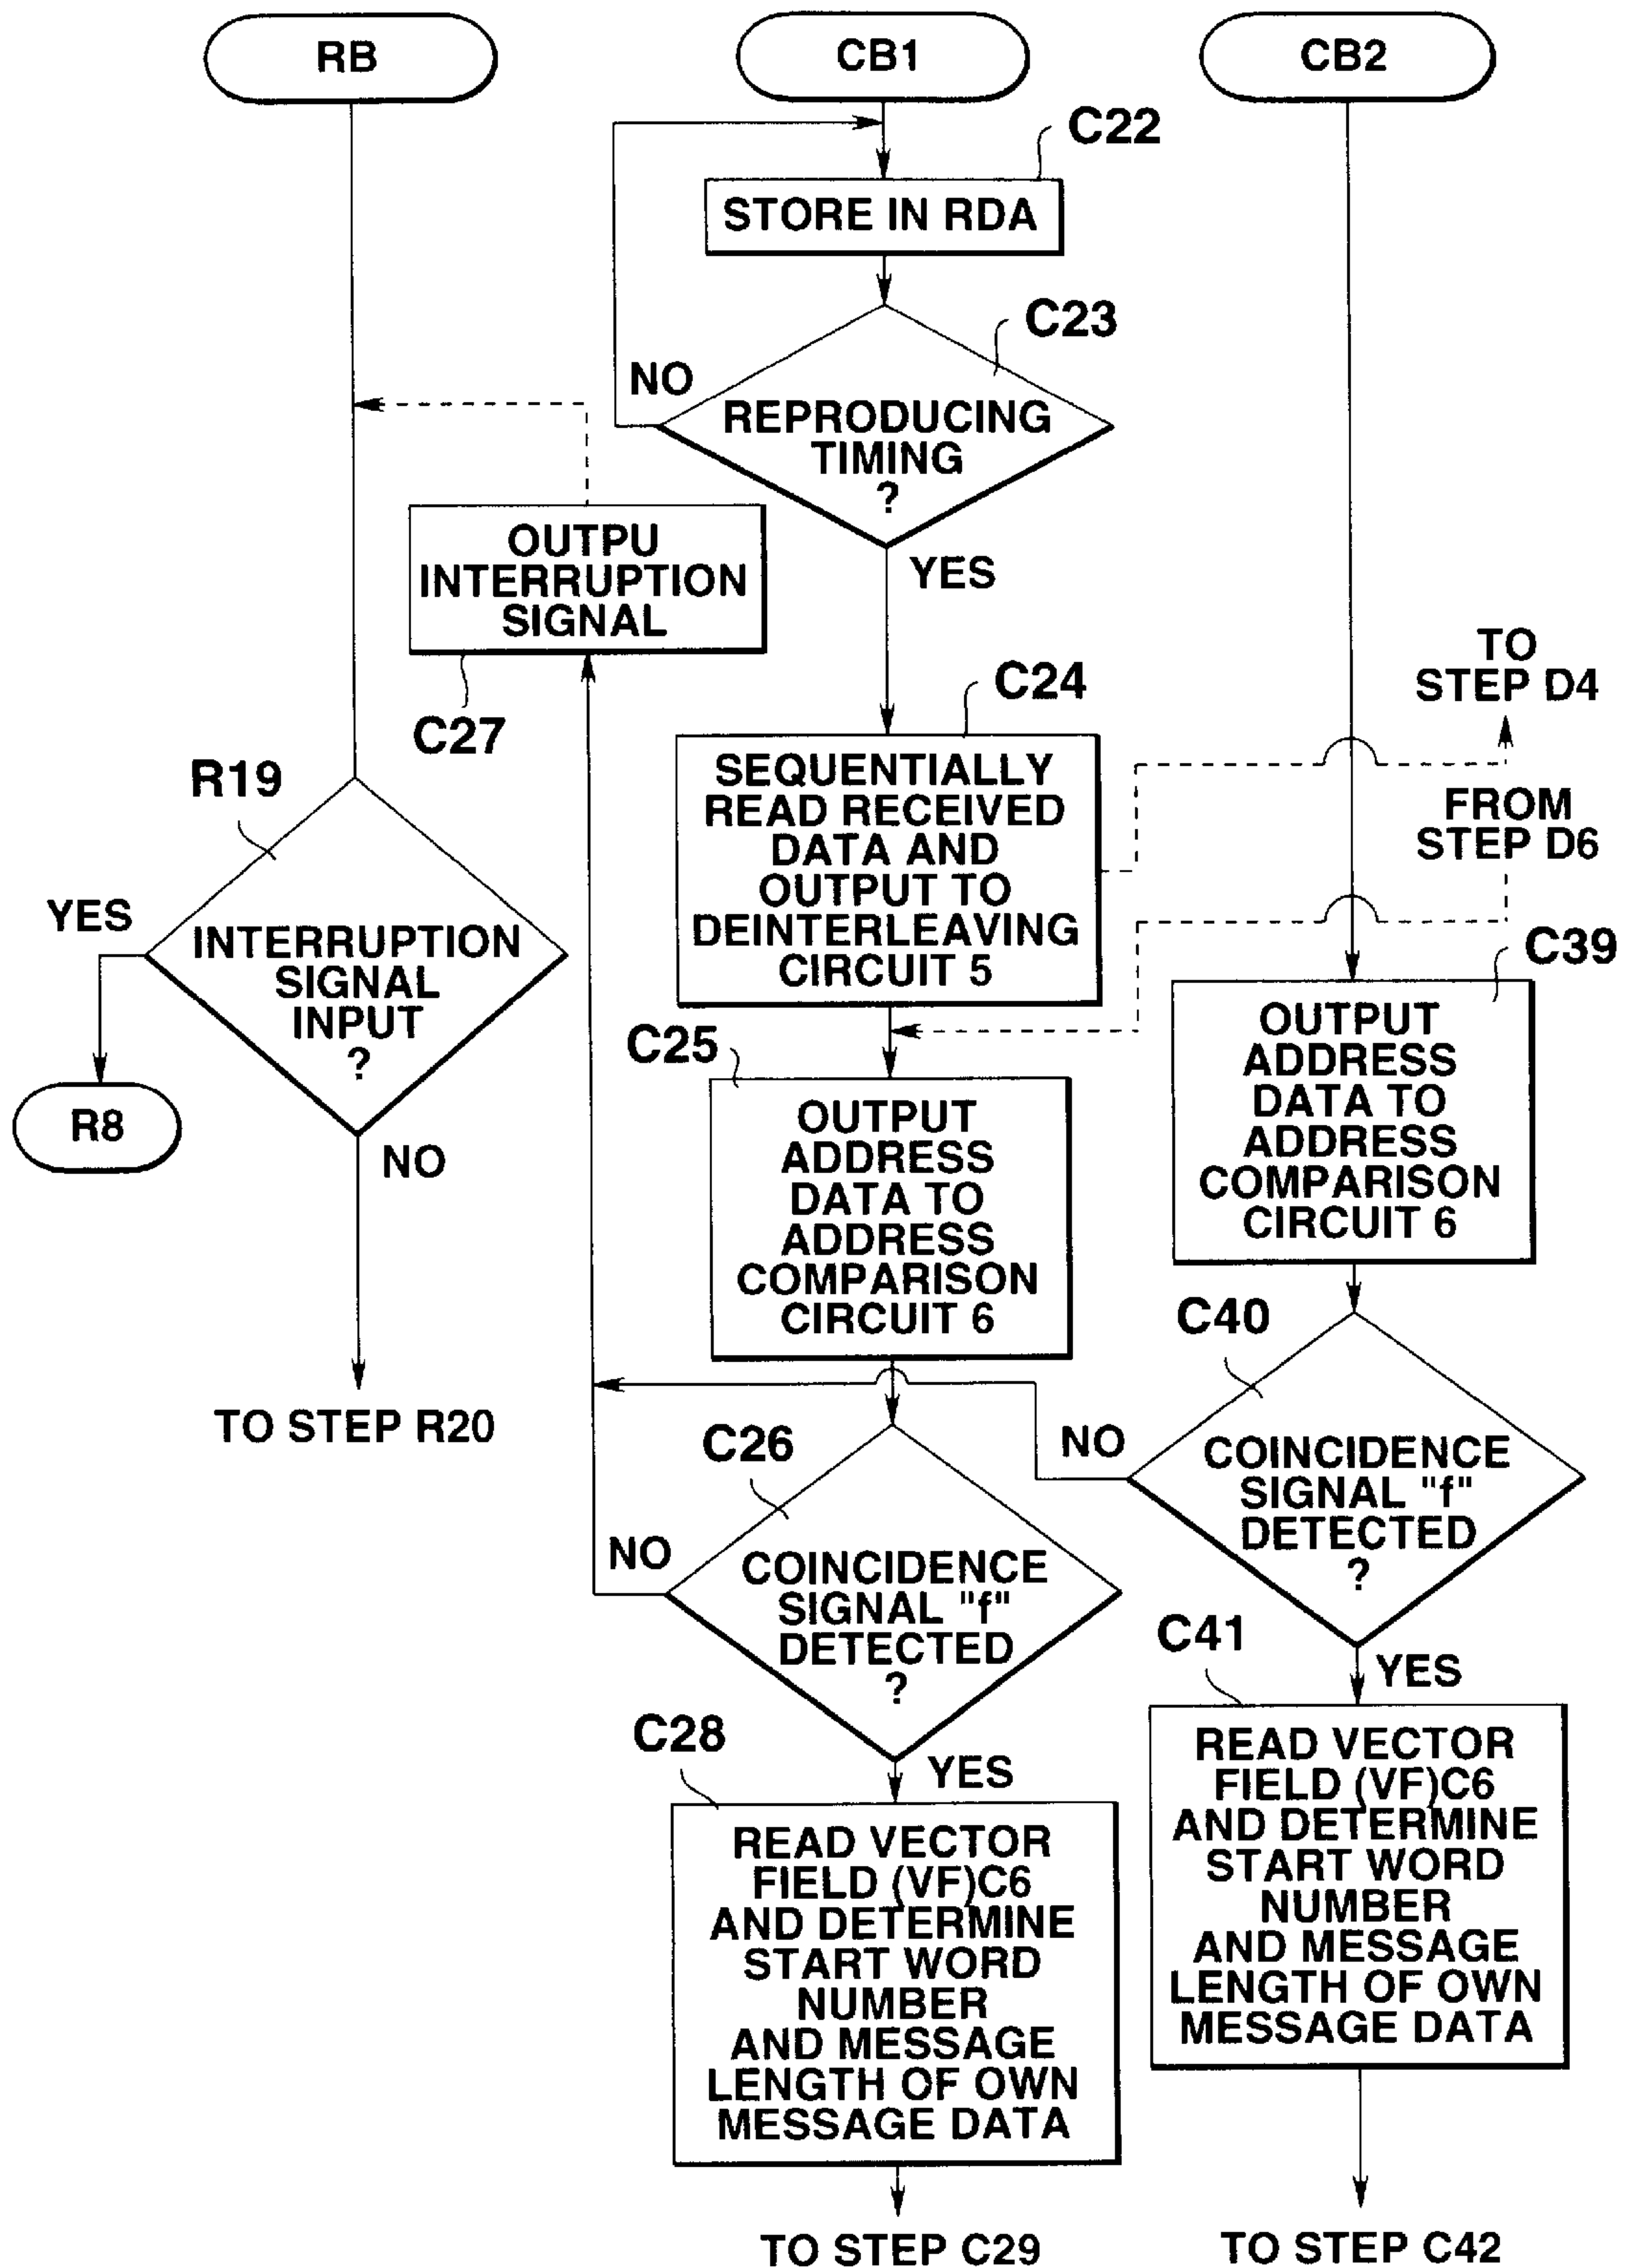 RB
CB1
CB2
C22
STORE IN RDA
C23
NO
REPRODUCING
TIMING
?
YES
OUTPU
INTERRUPTION
SIGNAL
C27
TO
STEP D4
C24
SEQUENTIALLY
READ RECEIVED
DATA AND
OUTPUT TO
DEINTERLEAVING
CIRCUIT 5
FROM
STEP D6
R19
YES
INTERRUPTION
SIGNAL
INPUT
?
R8
NO
TO STEP R20
C25
OUTPUT
ADDRESS
DATA TO
ADDRESS
COMPARISON
CIRCUIT 6
C39
OUTPUT
ADDRESS
DATA TO
ADDRESS
COMPARISON
CIRCUIT 6
C40
NO
COINCIDENCE
SIGNAL "f"
DETECTED
?
C26
NO
COINCIDENCE
SIGNAL "f"
DETECTED
?
C41
YES
READ VECTOR
FIELD (VF)C6
AND DETERMINE
START WORD
NUMBER
AND MESSAGE
LENGTH OF OWN
MESSAGE DATA
C28
YES
READ VECTOR
FIELD (VF)C6
AND DETERMINE
START WORD
NUMBER
AND MESSAGE
LENGTH OF OWN
MESSAGE DATA
TO STEP C29
TO STEP C42